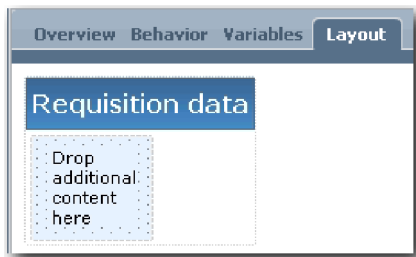 Overview Behavior Variables Layout
Requisition data
Drop
additional
content
here